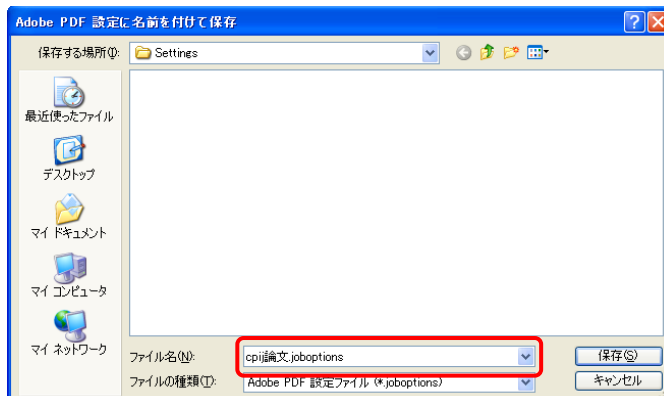 Adobe PDF 設定に名前を付けて保存
保存する場所(I):
Settings
最近使ったファイル
デスクトップ
マイ ドキュメント
マイ コンピュータ
マイ ネットワーク
ファイル名(N):
cpij論文.joboptions
保存(S)
ファイルの種類(T):
Adobe PDF 設定ファイル (*.joboptions)
キャンセル